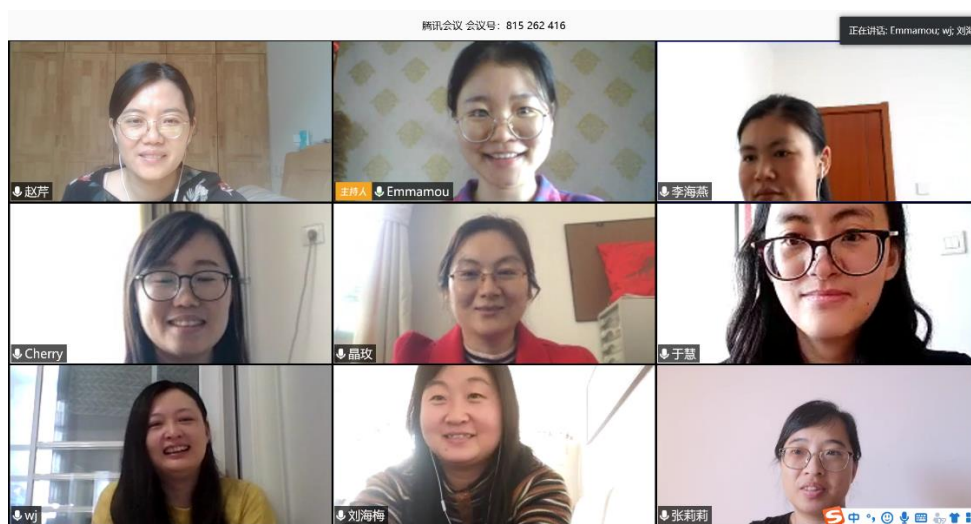 腾讯会议 会议号：815 262 416
正在讲话: Emmamou; wj; 刘海
赵芹
主持人 Emmamou
李海燕
Cherry
晶玫
于慧
wj
刘海梅
张莉莉
中